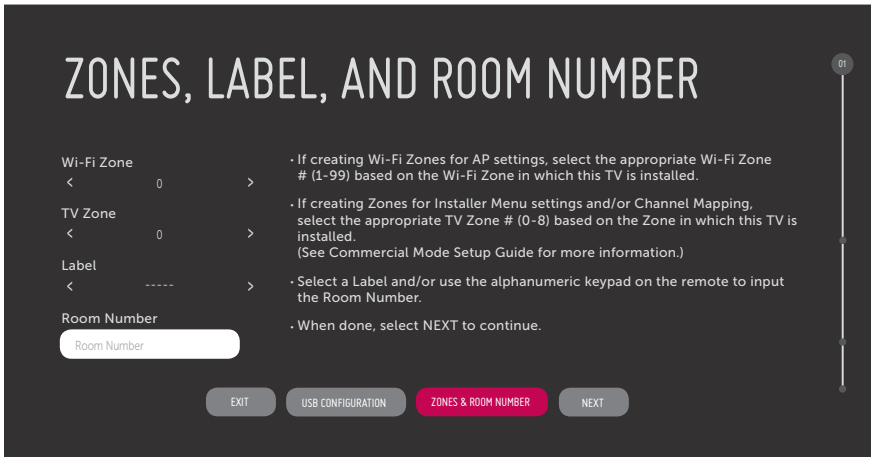 ZONES, LABEL, AND ROOM NUMBER
01
Wi-Fi Zone
< 0 >
TV Zone
< 0 >
Label
< ----- >
Room Number
Room Number
• If creating Wi-Fi Zones for AP settings, select the appropriate Wi-Fi Zone
# (1-99) based on the Wi-Fi Zone in which this TV is installed.
• If creating Zones for Installer Menu settings and/or Channel Mapping,
select the appropriate TV Zone # (0-8) based on the Zone in which this TV is
installed.
(See Commercial Mode Setup Guide for more information.)
• Select a Label and/or use the alphanumeric keypad on the remote to input
the Room Number.
• When done, select NEXT to continue.
EXIT
USB CONFIGURATION
ZONES & ROOM NUMBER
NEXT